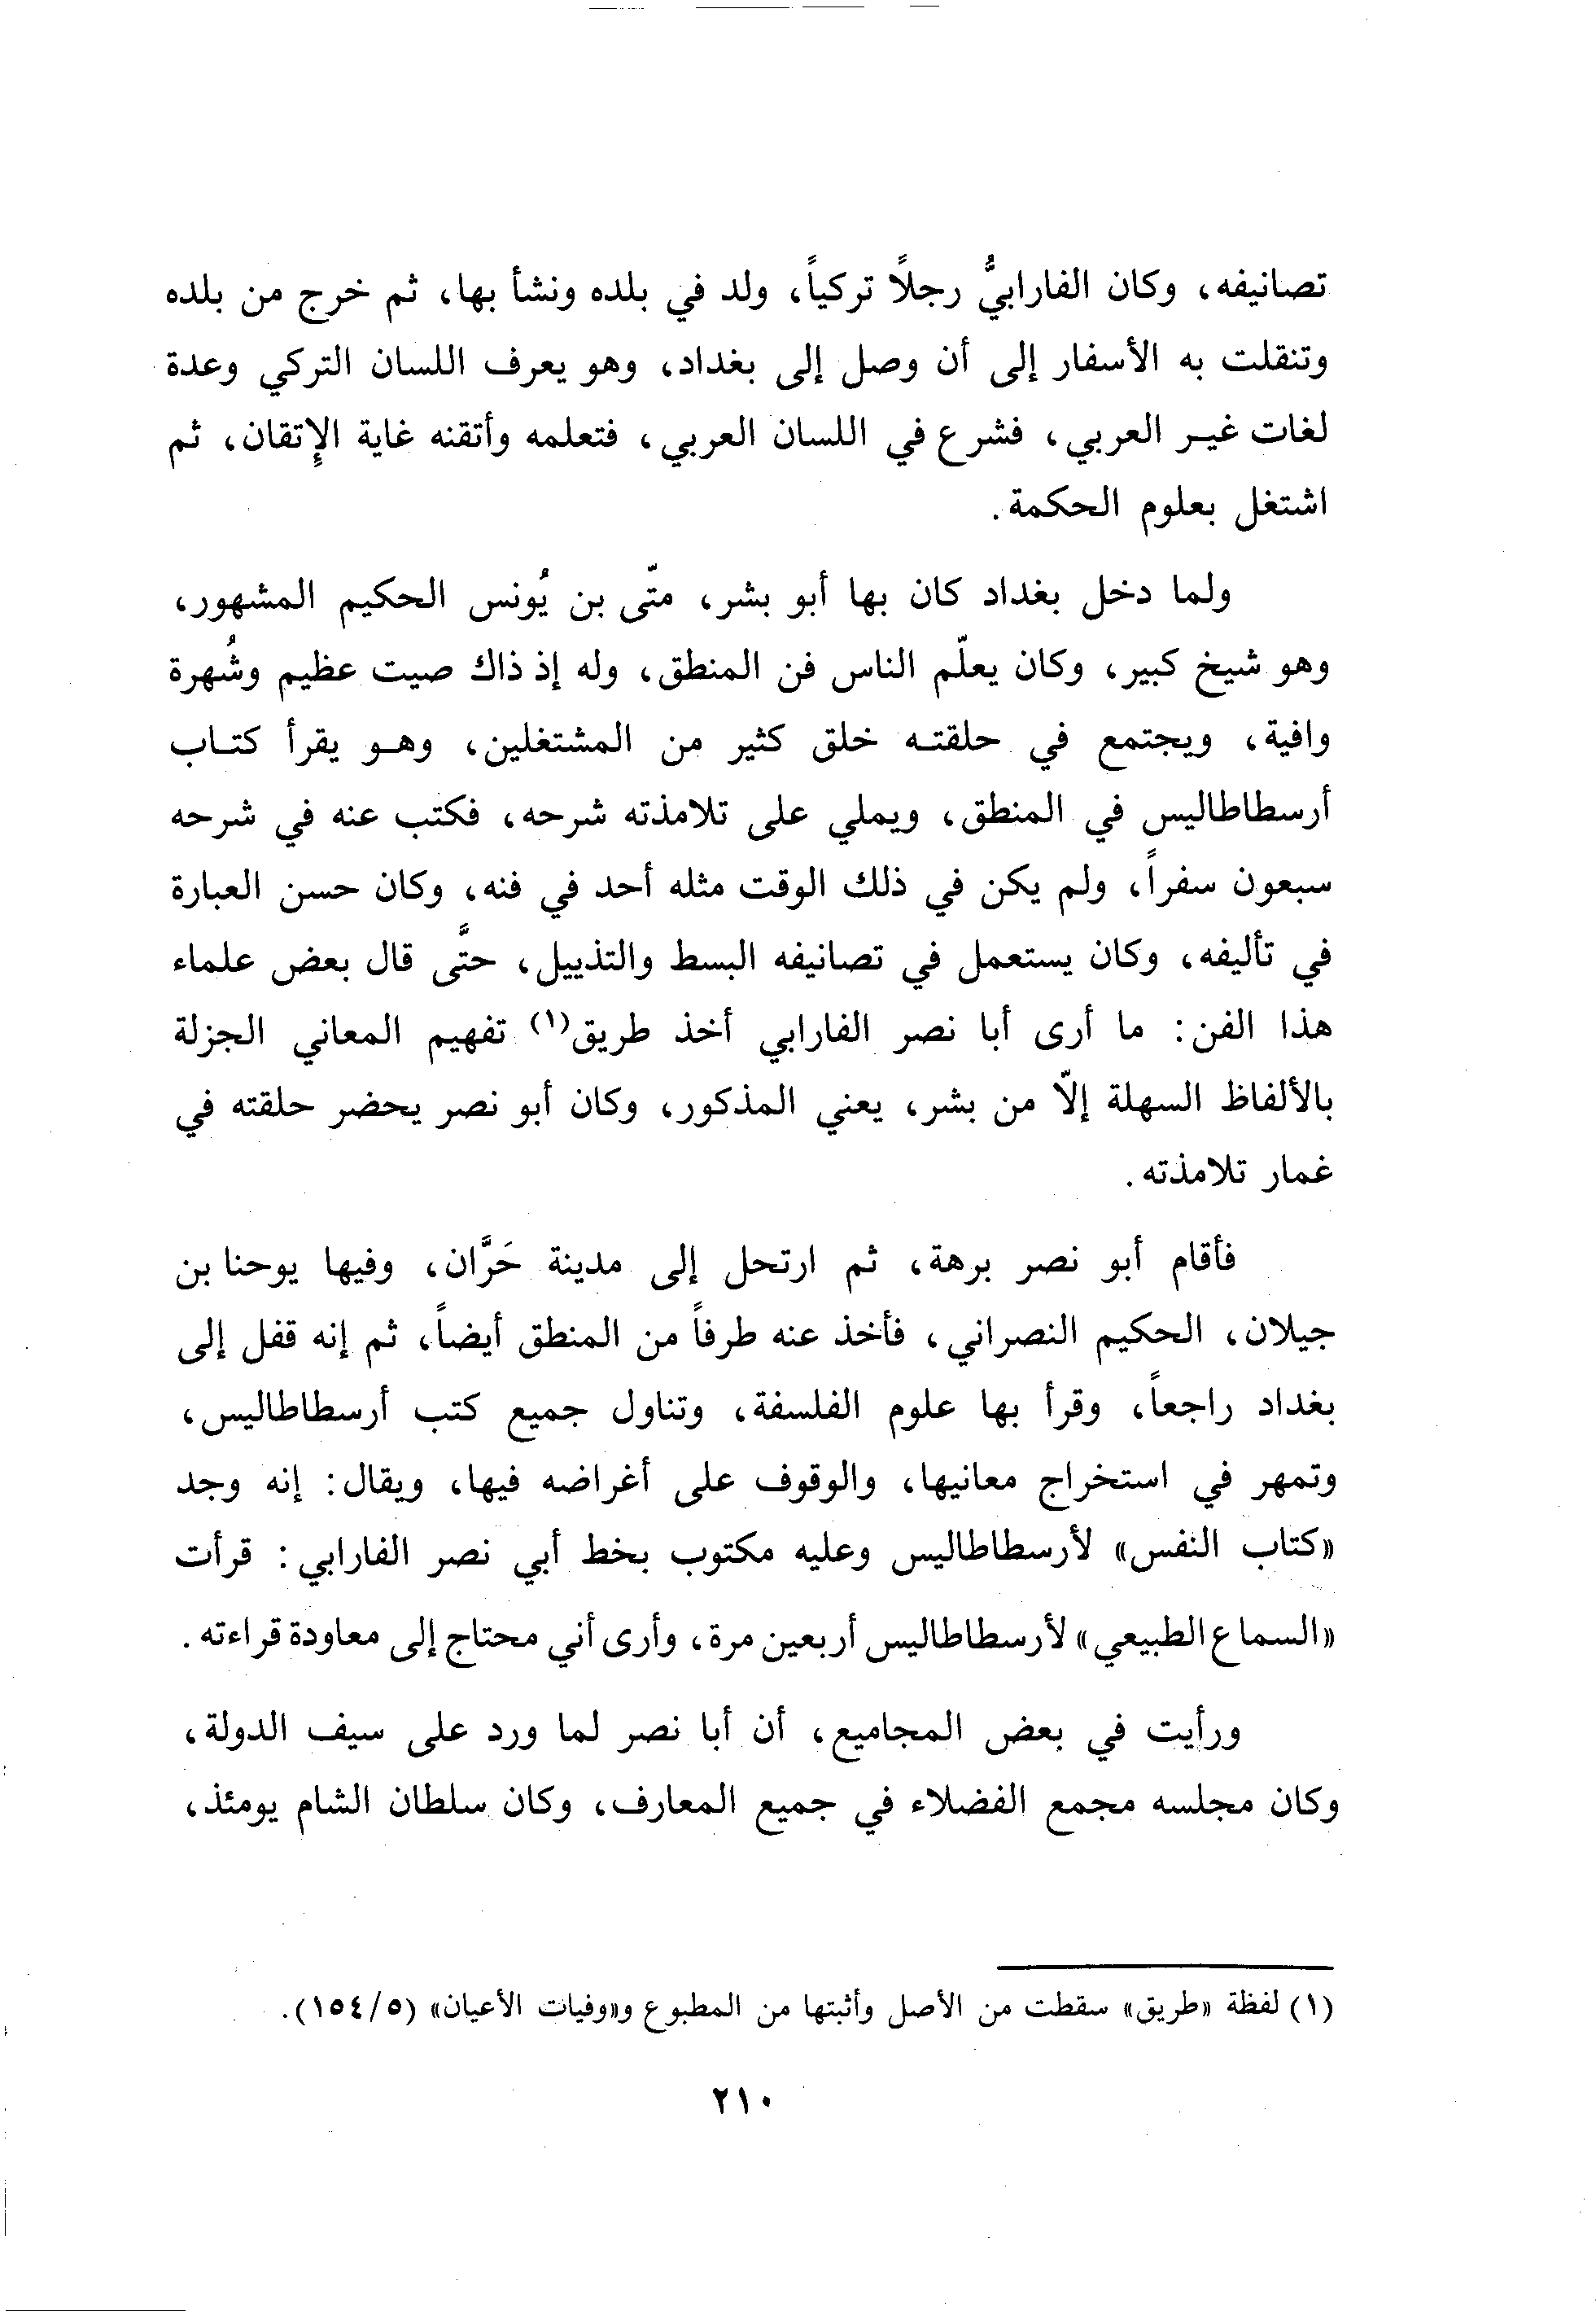 تصانيفه، وكان الفارابيُّ رجلاً تركياً، ولد في بلده ونشأ بها، ثم خرج من بلده
وتنقلت به الأسفار إلى أن وصل إلى بغداد، وهو يعرف اللسان التركي وعدة
لغات غير العربي، فشرع في اللسان العربي، فتعلمه وأتقنه غاية الإتقان، ثم
اشتغل بعلوم الحكمة.
ولما دخل بغداد كان بها أبو بشر، متّى بن يُونس الحكيم المشهور،
وهو شيخ كبير، وكان يعلّم الناس فن المنطق، وله إذ ذاك صيت عظيم وشُهرة
وافية، ويجتمع في حلقته خلق كثير من المشتغلين، وهو يقرأ كتاب
أرسطاطاليس في المنطق، ويملي على تلامذته شرحه، فكتب عنه في شرحه
سبعون سفراً، ولم يكن في ذلك الوقت مثله أحد في فنه، وكان حسن العبارة
في تأليفه، وكان يستعمل في تصانيفه البسط والتذييل، حتَّى قال بعض علماء
هذا الفن: ما أرى أبا نصر الفارابي أخذ طريق(١) تفهيم المعاني الجزلة
بالألفاظ السهلة إلّا من بشر، يعني المذكور، وكان أبو نصر يحضر حلقته في
غمار تلامذته.
فأقام أبو نصر برهة، ثم ارتحل إلى مدينة حَرَّان، وفيها يوحنا بن
جيلان، الحكيم النصراني، فأخذ عنه طرفاً من المنطق أيضاً، ثم إنه قفل إلى
بغداد راجعاً، وقرأ بها علوم الفلسفة، وتناول جميع كتب أرسطاطاليس،
وتمهر في استخراج معانيها، والوقوف على أغراضه فيها، ويقال: إنه وجد
«كتاب النفس» لأرسطاطاليس وعليه مكتوب بخط أبي نصر الفارابي: قرأت
«السماع الطبيعي» لأرسطاطاليس أربعين مرة، وأرى أني محتاج إلى معاودة قراءته.
ورأيت في بعض المجاميع، أن أبا نصر لما ورد على سيف الدولة،
وكان مجلسه مجمع الفضلاء في جميع المعارف، وكان سلطان الشام يومئذ،
(١) لفظة «طريق» سقطت من الأصل وأثبتها من المطبوع و«وفيات الأعيان» (٥/١٥٤).
٢١٠